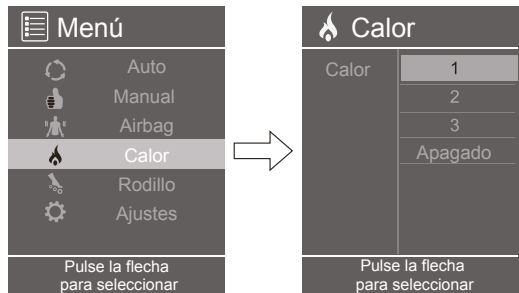 Menú
Auto
Manual
Airbag
Calor
Rodillo
Ajustes
Pulse la flecha
para seleccionar
Calor
Calor
1
2
3
Apagado
Pulse la flecha
para seleccionar